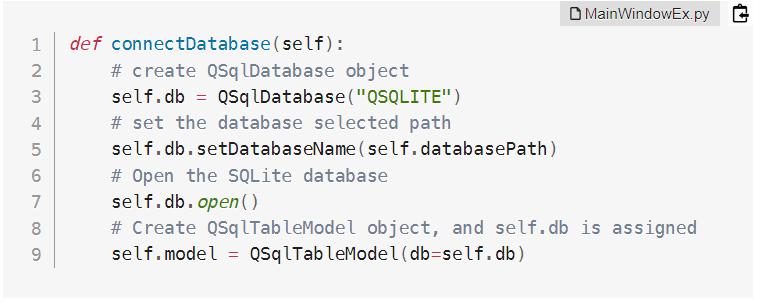 MainWindowEx.py
1 def connectDatabase(self):
2 # create QSqlDatabase object
3 self.db = QSqlDatabase("QSQLITE")
4 # set the database selected path
5 self.db.setDatabaseName(self.databasePath)
6 # Open the SQLite database
7 self.db.open()
8 # Create QSqlTableModel object, and self.db is assigned
9 self.model = QSqlTableModel(db=self.db)